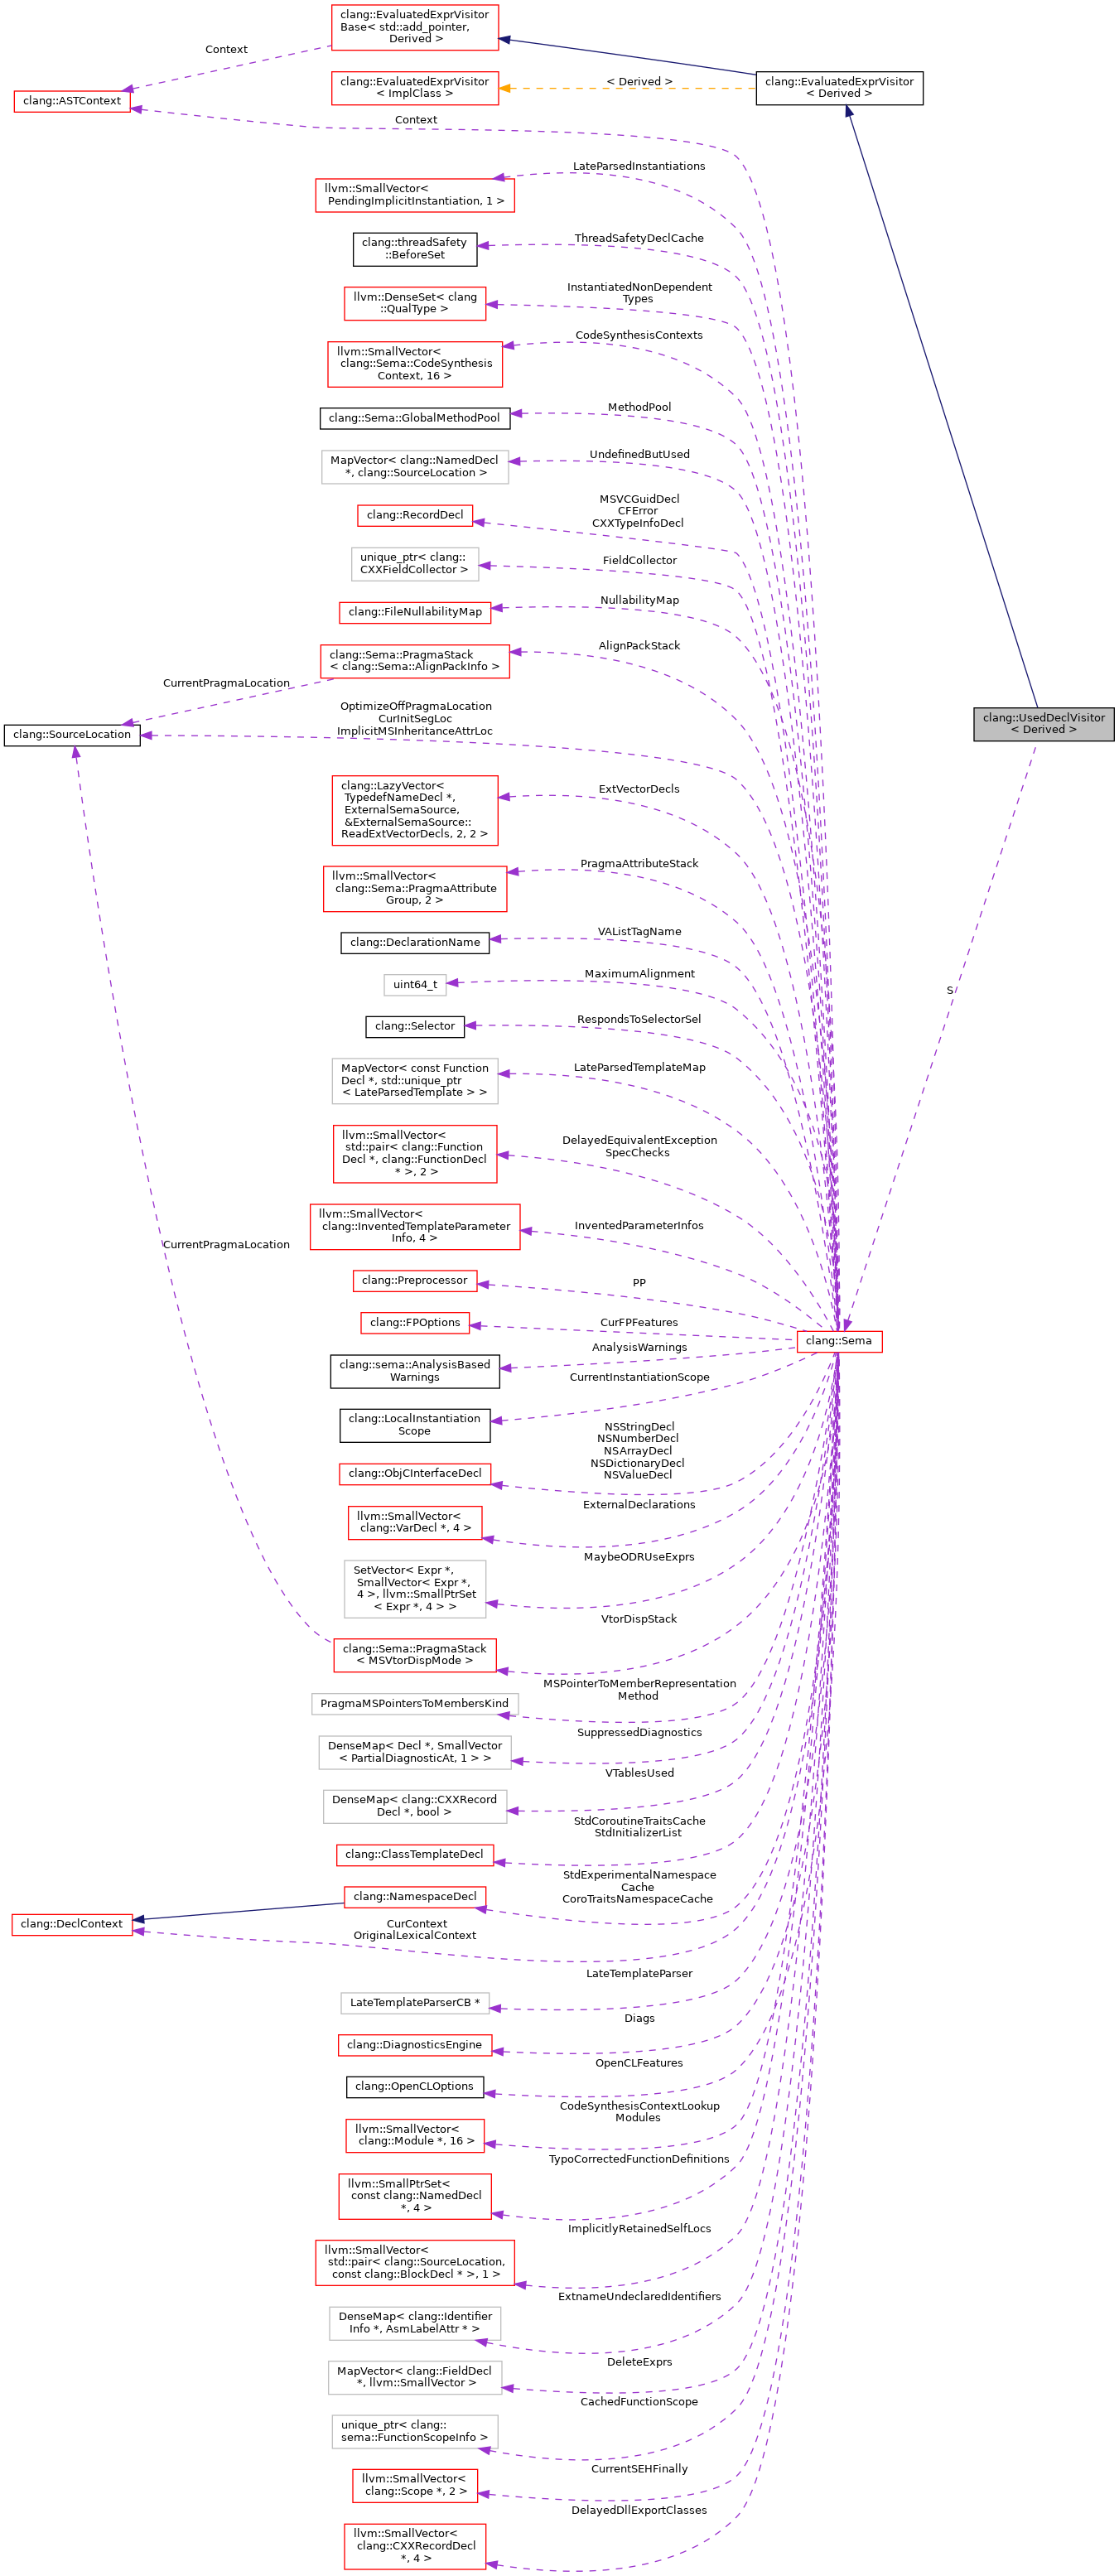 clang::EvaluatedExprVisitor
Base< std::add_pointer,
Derived >
Context
clang::EvaluatedExprVisitor
< ImplClass >
< Derived >
clang::EvaluatedExprVisitor
< Derived >
clang::ASTContext
Context
LateParsedInstantiations
llvm::SmallVector<
PendingImplicitInstantiation, 1 >
ThreadSafetyDeclCache
clang::threadSafety
::BeforeSet
InstantiatedNonDependent
Types
llvm::DenseSet< clang
::QualType >
CodeSynthesisContexts
llvm::SmallVector<
clang::Sema::CodeSynthesis
Context, 16 >
MethodPool
clang::Sema::GlobalMethodPool
UndefinedButUsed
MapVector< clang::NamedDecl
*, clang::SourceLocation >
MSVCGuidDecl
CFError
CXXTypeInfoDecl
clang::RecordDecl
FieldCollector
unique_ptr< clang::
CXXFieldCollector >
NullabilityMap
clang::FileNullabilityMap
AlignPackStack
clang::Sema::PragmaStack
< clang::Sema::AlignPackInfo >
CurrentPragmaLocation
OptimizeOffPragmaLocation
CurInitSegLoc
ImplicitMSInheritanceAttrLoc
clang::SourceLocation
clang::UsedDeclVisitor
< Derived >
ExtVectorDecls
clang::LazyVector<
TypedefNameDecl *,
ExternalSemaSource,
&ExternalSemaSource::
ReadExtVectorDecls, 2, 2 >
PragmaAttributeStack
llvm::SmallVector<
clang::Sema::PragmaAttribute
Group, 2 >
VAListTagName
clang::DeclarationName
MaximumAlignment
uint64_t
S
RespondsToSelectorSel
clang::Selector
LateParsedTemplateMap
MapVector< const Function
Decl *, std::unique_ptr
< LateParsedTemplate > >
DelayedEquivalentException
SpecChecks
llvm::SmallVector<
std::pair< clang::Function
Decl *, clang::FunctionDecl
* >, 2 >
InventedParameterInfos
llvm::SmallVector<
clang::InventedTemplateParameter
Info, 4 >
CurrentPragmaLocation
PP
clang::Preprocessor
CurFPFeatures
clang::FPOptions
clang::Sema
AnalysisWarnings
clang::sema::AnalysisBased
Warnings
CurrentInstantiationScope
clang::LocalInstantiation
Scope
NSStringDecl
NSNumberDecl
NSArrayDecl
NSDictionaryDecl
NSValueDecl
clang::ObjCInterfaceDecl
ExternalDeclarations
llvm::SmallVector<
clang::VarDecl *, 4 >
MaybeODRUseExprs
SetVector< Expr *,
SmallVector< Expr *,
4 >, llvm::SmallPtrSet
< Expr *, 4 > >
VtorDispStack
clang::Sema::PragmaStack
< MSVtorDispMode >
MSPointerToMemberRepresentation
Method
PragmaMSPointersToMembersKind
SuppressedDiagnostics
DenseMap< Decl *, SmallVector
< PartialDiagnosticAt, 1 > >
VTablesUsed
DenseMap< clang::CXXRecord
Decl *, bool >
StdCoroutineTraitsCache
StdInitializerList
clang::ClassTemplateDecl
StdExperimentalNamespace
Cache
CoroTraitsNamespaceCache
clang::NamespaceDecl
clang::DeclContext
CurContext
OriginalLexicalContext
LateTemplateParser
LateTemplateParserCB *
Diags
clang::DiagnosticsEngine
OpenCLFeatures
clang::OpenCLOptions
CodeSynthesisContextLookup
Modules
llvm::SmallVector<
clang::Module *, 16 >
TypoCorrectedFunctionDefinitions
llvm::SmallPtrSet<
const clang::NamedDecl
*, 4 >
ImplicitlyRetainedSelfLocs
llvm::SmallVector<
std::pair< clang::SourceLocation,
const clang::BlockDecl * >, 1 >
ExtnameUndeclaredIdentifiers
DenseMap< clang::Identifier
Info *, AsmLabelAttr * >
DeleteExprs
MapVector< clang::FieldDecl
*, llvm::SmallVector >
CachedFunctionScope
unique_ptr< clang::
sema::FunctionScopeInfo >
CurrentSEHFinally
llvm::SmallVector<
clang::Scope *, 2 >
DelayedDllExportClasses
llvm::SmallVector<
clang::CXXRecordDecl
*, 4 >